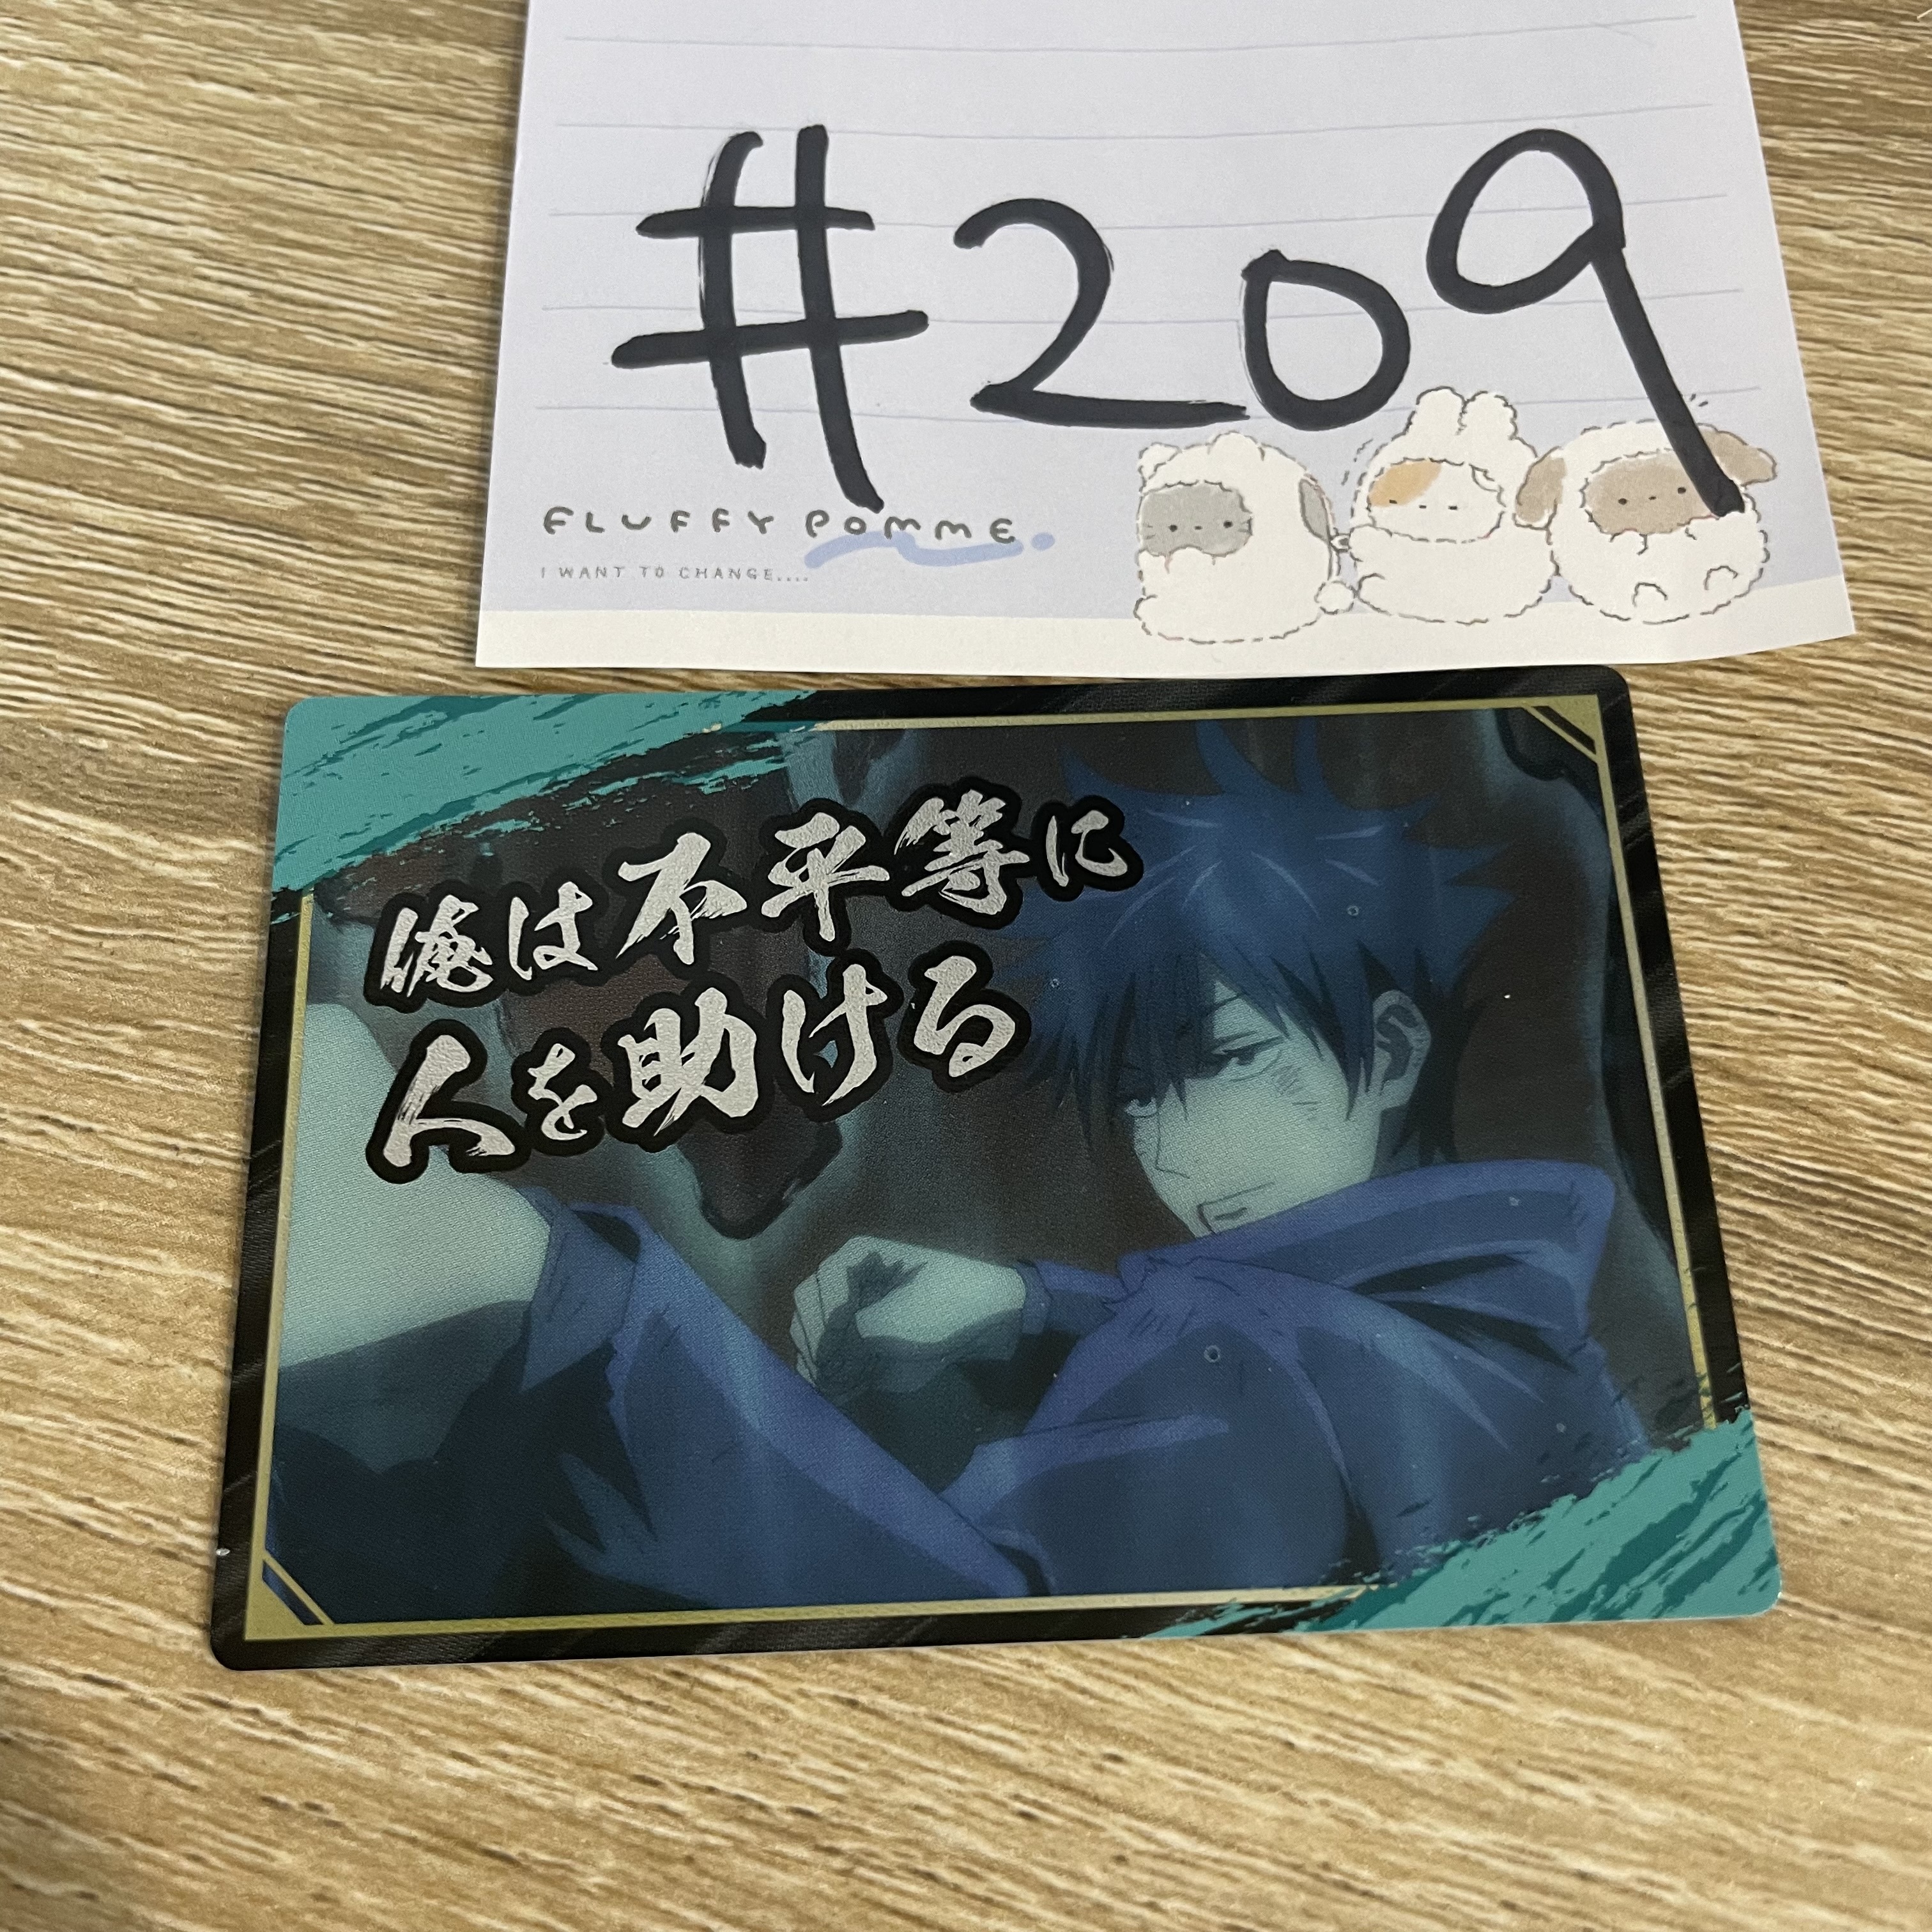 #209
FLUFFY POMME.
I WANT TO CHANGE....
俺は不平等に
人を助ける